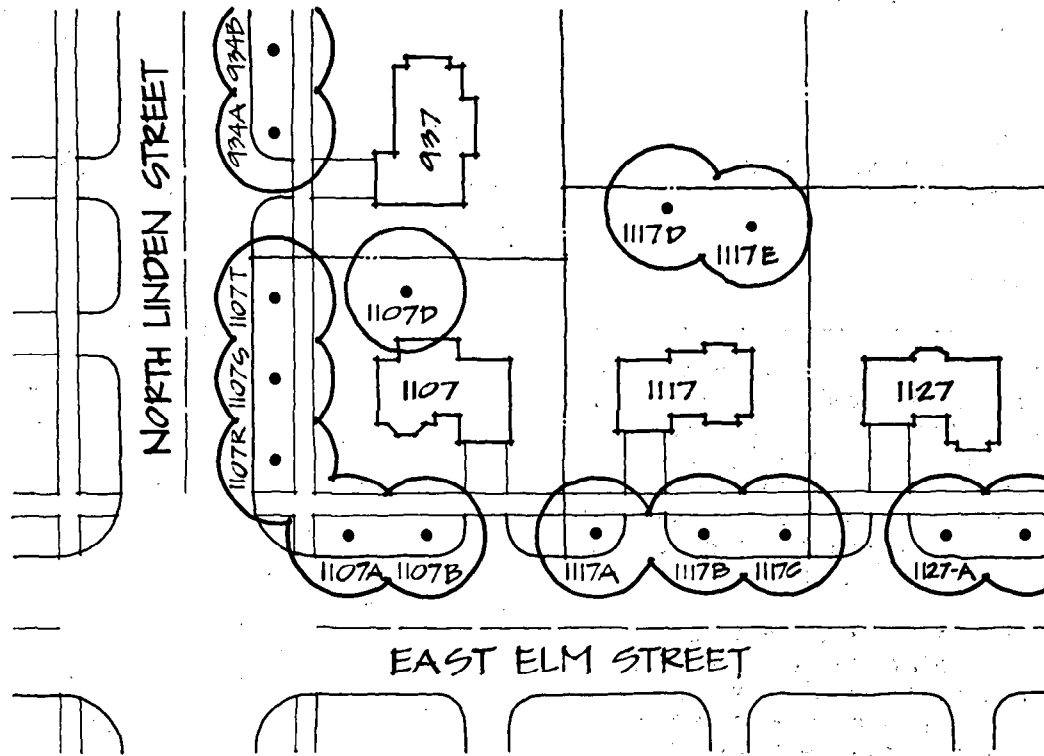 934B
934A
937
NORTH LINDEN STREET
1117D
1117E
1107T
1107D
1107S
1107
1117
1127
1107R
1107A
1107B
1117A
1117B
1117C
1127-A
EAST ELM STREET